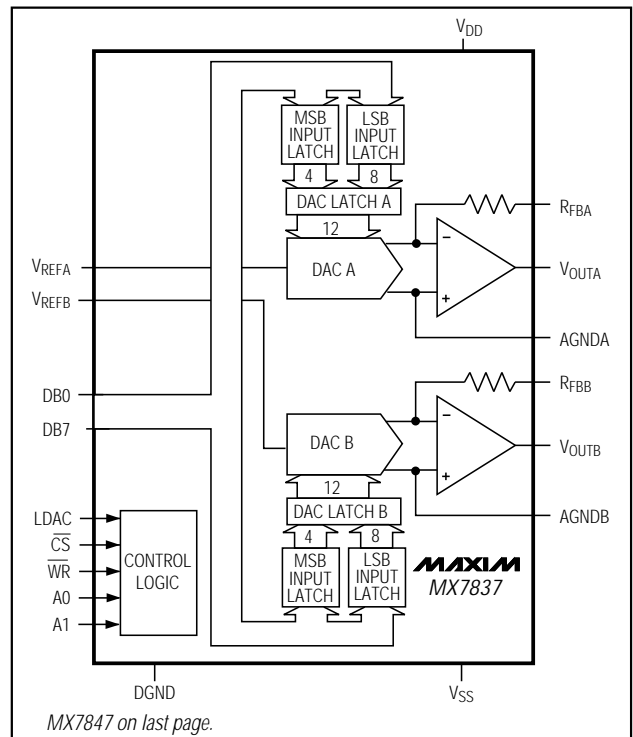 VDD
MSB INPUT LATCH
LSB INPUT LATCH
4
8
DAC LATCH A
12
DAC A
VREFA
VREFB
RFBA
−
+
VOUTA
AGNDA
DB0
DB7
RFBB
DAC B
−
+
VOUTB
AGNDB
12
DAC LATCH B
4
8
MSB INPUT LATCH
LSB INPUT LATCH
MAXIM
MX7837
LDAC
CS
WR
A0
A1
CONTROL LOGIC
DGND
VSS
MX7847 on last page.